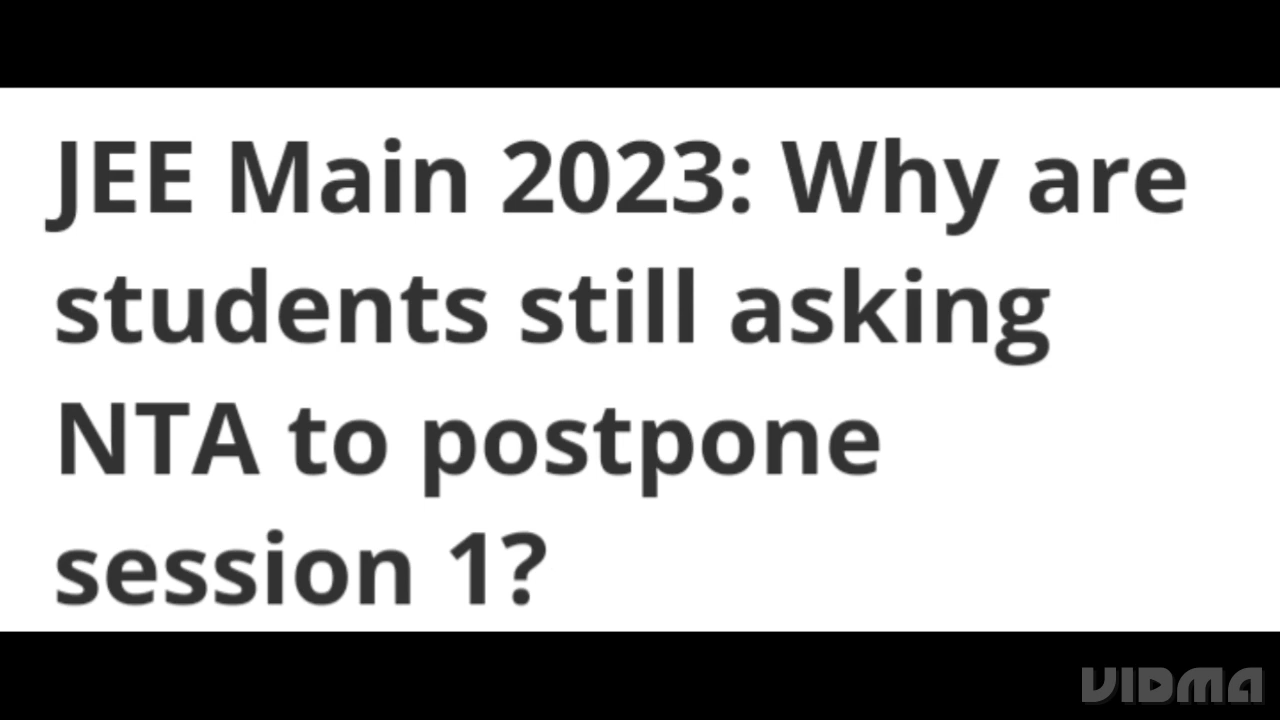 JEE Main 2023: Why are
students still asking
NTA to postpone
session 1?
VIDMA